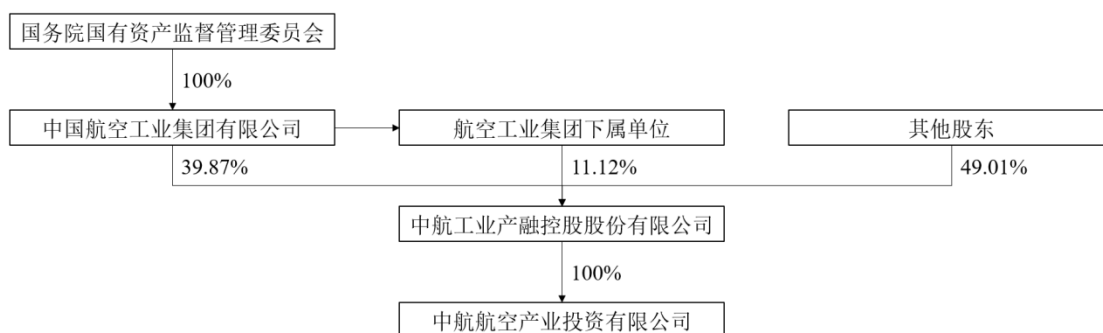 国务院国有资产监督管理委员会
100%
中国航空工业集团有限公司
航空工业集团下属单位
其他股东
39.87%
11.12%
49.01%
中航工业产融控股股份有限公司
100%
中航航空产业投资有限公司